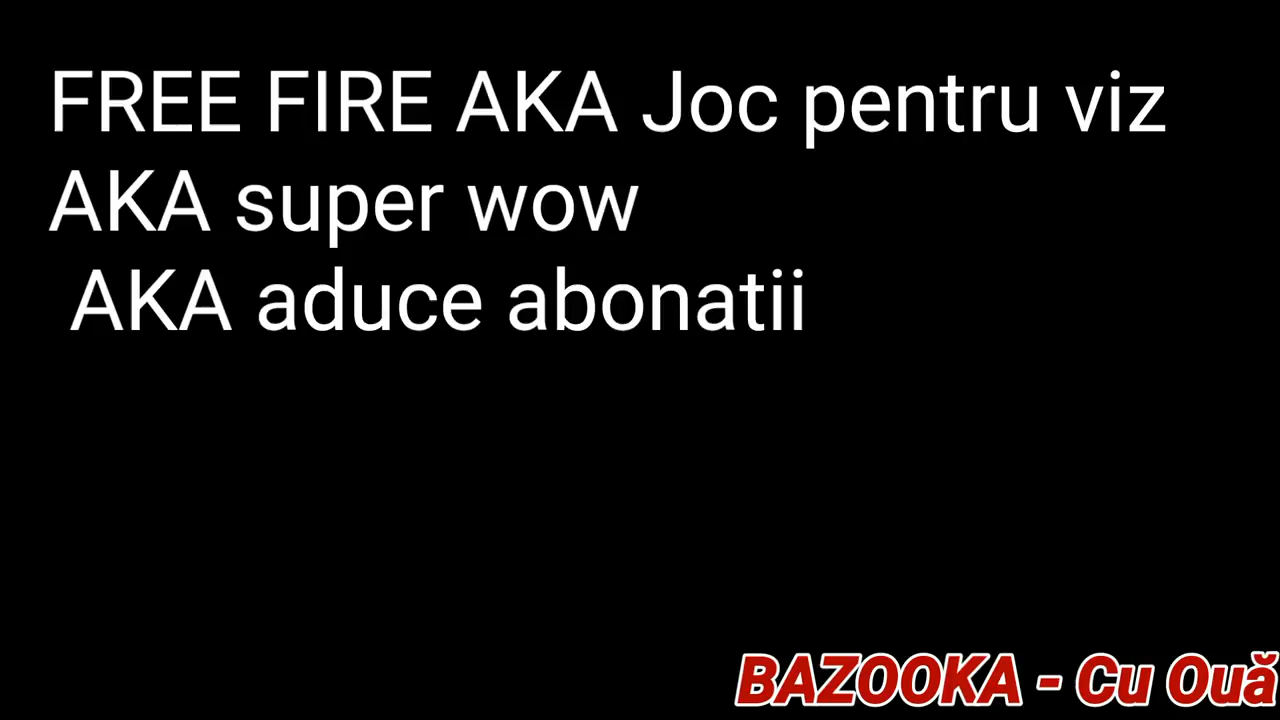 FREE FIRE AKA Joc pentru viz
AKA super wow
AKA aduce abonatii
BAZOOKA - Cu Ouă